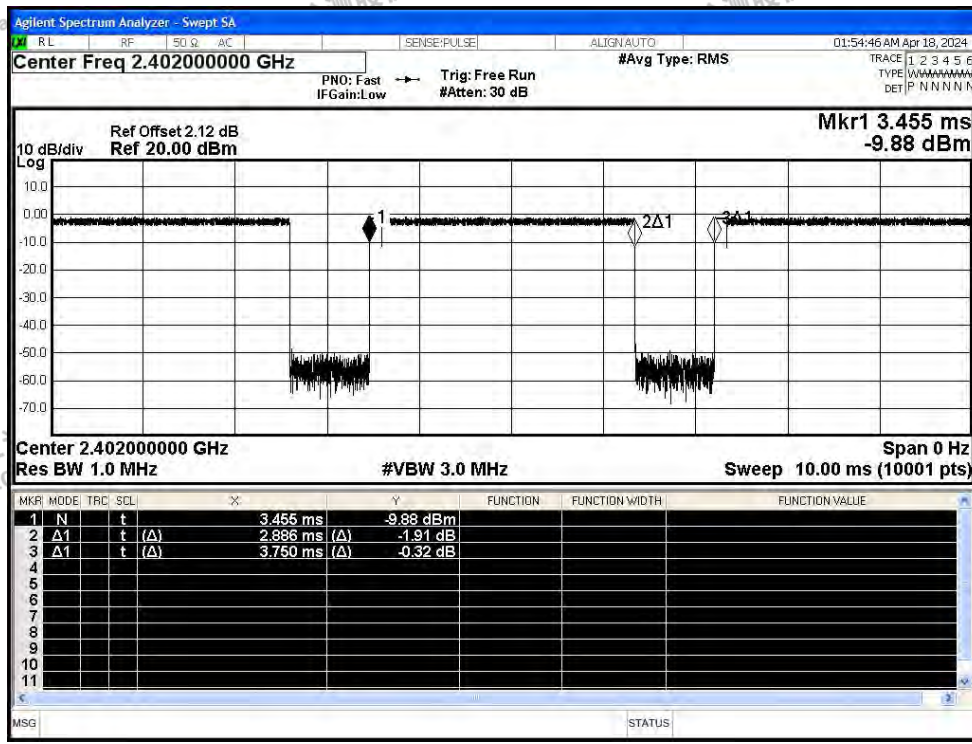 Agilent Spectrum Analyzer - Swept SA
LXI RL RF 50 Ω AC SENSE:PULSE ALIGN AUTO 01:54:46 AM Apr 18, 2024
Center Freq 2.402000000 GHz #Avg Type: RMS TRACE 1 2 3 4 5 6
PNO: Fast Trig: Free Run TYPE WWWWWW
IFGain:Low #Atten: 30 dB DET P N N N N N
Mkr1 3.455 ms
Ref Offset 2.12 dB
10 dB/div Ref 20.00 dBm -9.88 dBm
Log
10.0
0.00
1 2Δ1 3Δ1
-10.0
-20.0
-30.0
-40.0
-50.0
-60.0
-70.0
Center 2.402000000 GHz Span 0 Hz
Res BW 1.0 MHz #VBW 3.0 MHz Sweep 10.00 ms (10001 pts)
MKR MODE TRC SCL X Y FUNCTION FUNCTION WIDTH FUNCTION VALUE
1 N t 3.455 ms -9.88 dBm
2 Δ1 t (Δ) 2.886 ms (Δ) -1.91 dB
3 Δ1 t (Δ) 3.750 ms (Δ) -0.32 dB
4
5
6
7
8
9
10
11
MSG STATUS